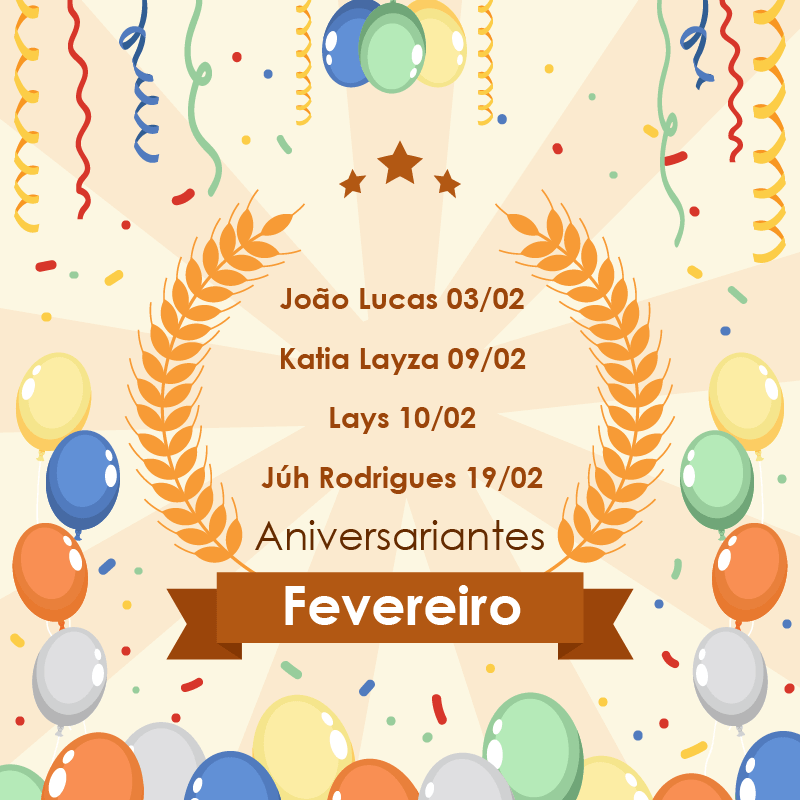 João Lucas 03/02
Katia Layza 09/02
Lays 10/02
Júh Rodrigues 19/02
Aniversariantes
Fevereiro